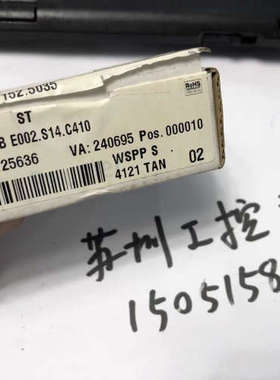 152.5035
ST
B E002.S14.C410
25636 VA: 240695 Pos. 000010
WSPP S
4121 TAN 02
RoHS
苏州工控
1505158